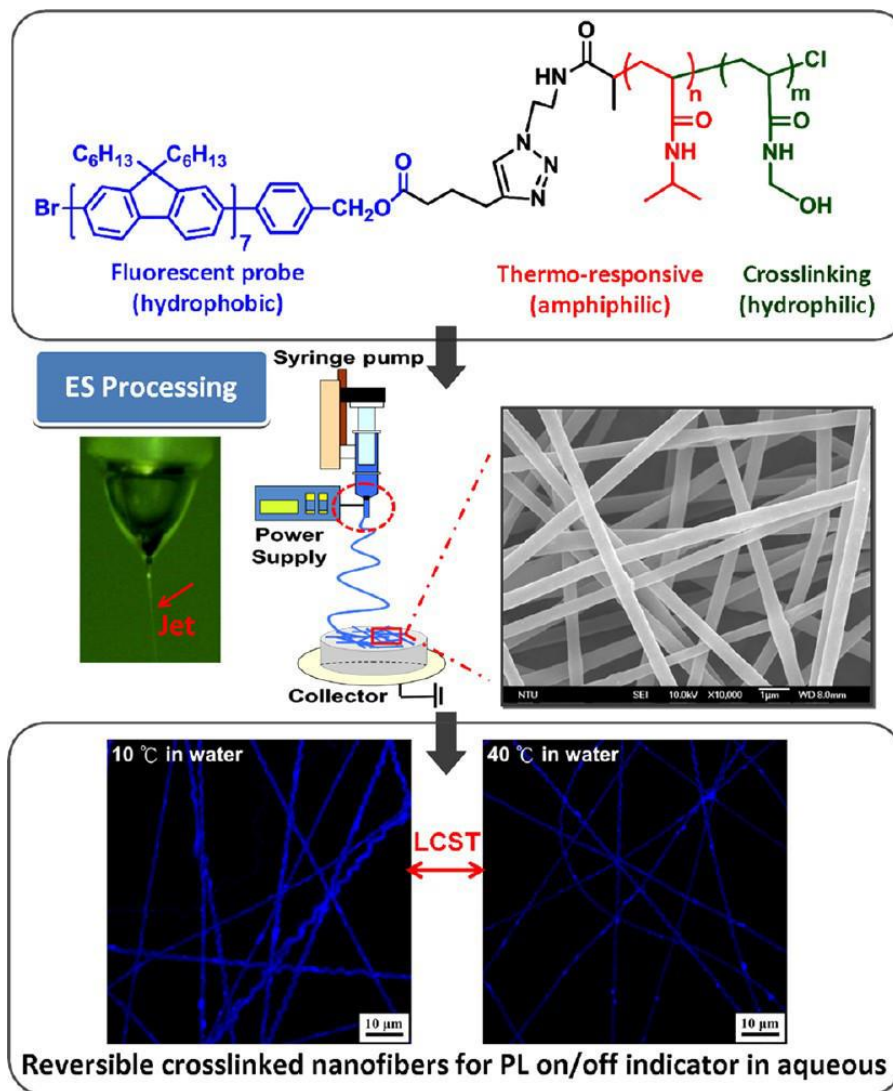 O
HN
Cl
n
m
O
O
NH
HN
OH
N
N
N
C₆H₁₃ C₆H₁₃
Br
7
CH₂O
O
Fluorescent probe
(hydrophobic)
Thermo-responsive
(amphiphilic)
Crosslinking
(hydrophilic)
ES Processing
Syringe pump
Power
Supply
Jet
Collector
NTU SEI 10.0kV X10,000 1μm WD 8.0mm
10 ℃ in water
40 ℃ in water
LCST
10 μm
10 μm
Reversible crosslinked nanofibers for PL on/off indicator in aqueous